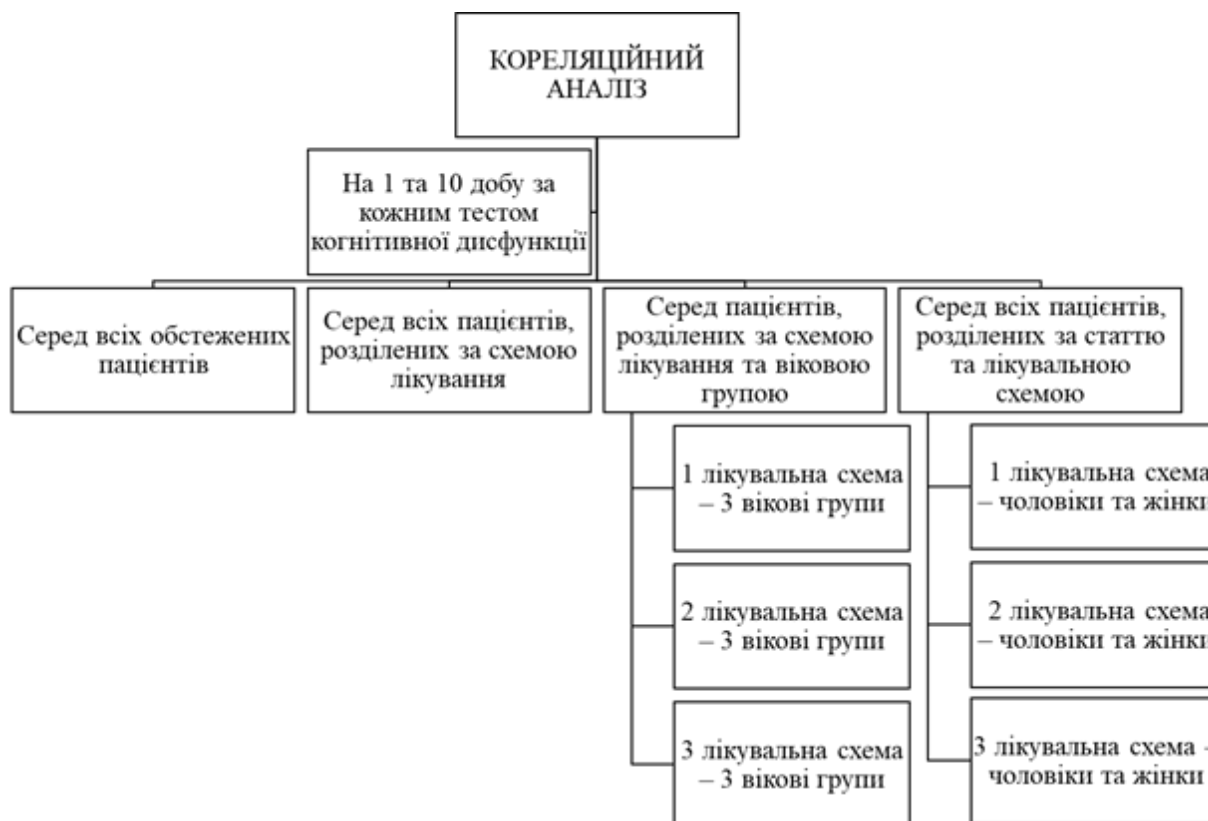 КОРЕЛЯЦІЙНИЙ
АНАЛІЗ
На 1 та 10 добу за
кожним тестом
когнітивної дисфункції
Серед всіх обстежених
пацієнтів
Серед всіх пацієнтів,
розділених за схемою
лікування
Серед пацієнтів,
розділених за схемою
лікування та віковою
групою
Серед всіх пацієнтів,
розділених за статтю
та лікувальною
схемою
1 лікувальна схема
– 3 вікові групи
2 лікувальна схема
– 3 вікові групи
3 лікувальна схема
– 3 вікові групи
1 лікувальна схема
– чоловіки та жінки
2 лікувальна схема
– чоловіки та жінки
3 лікувальна схема –
чоловіки та жінки